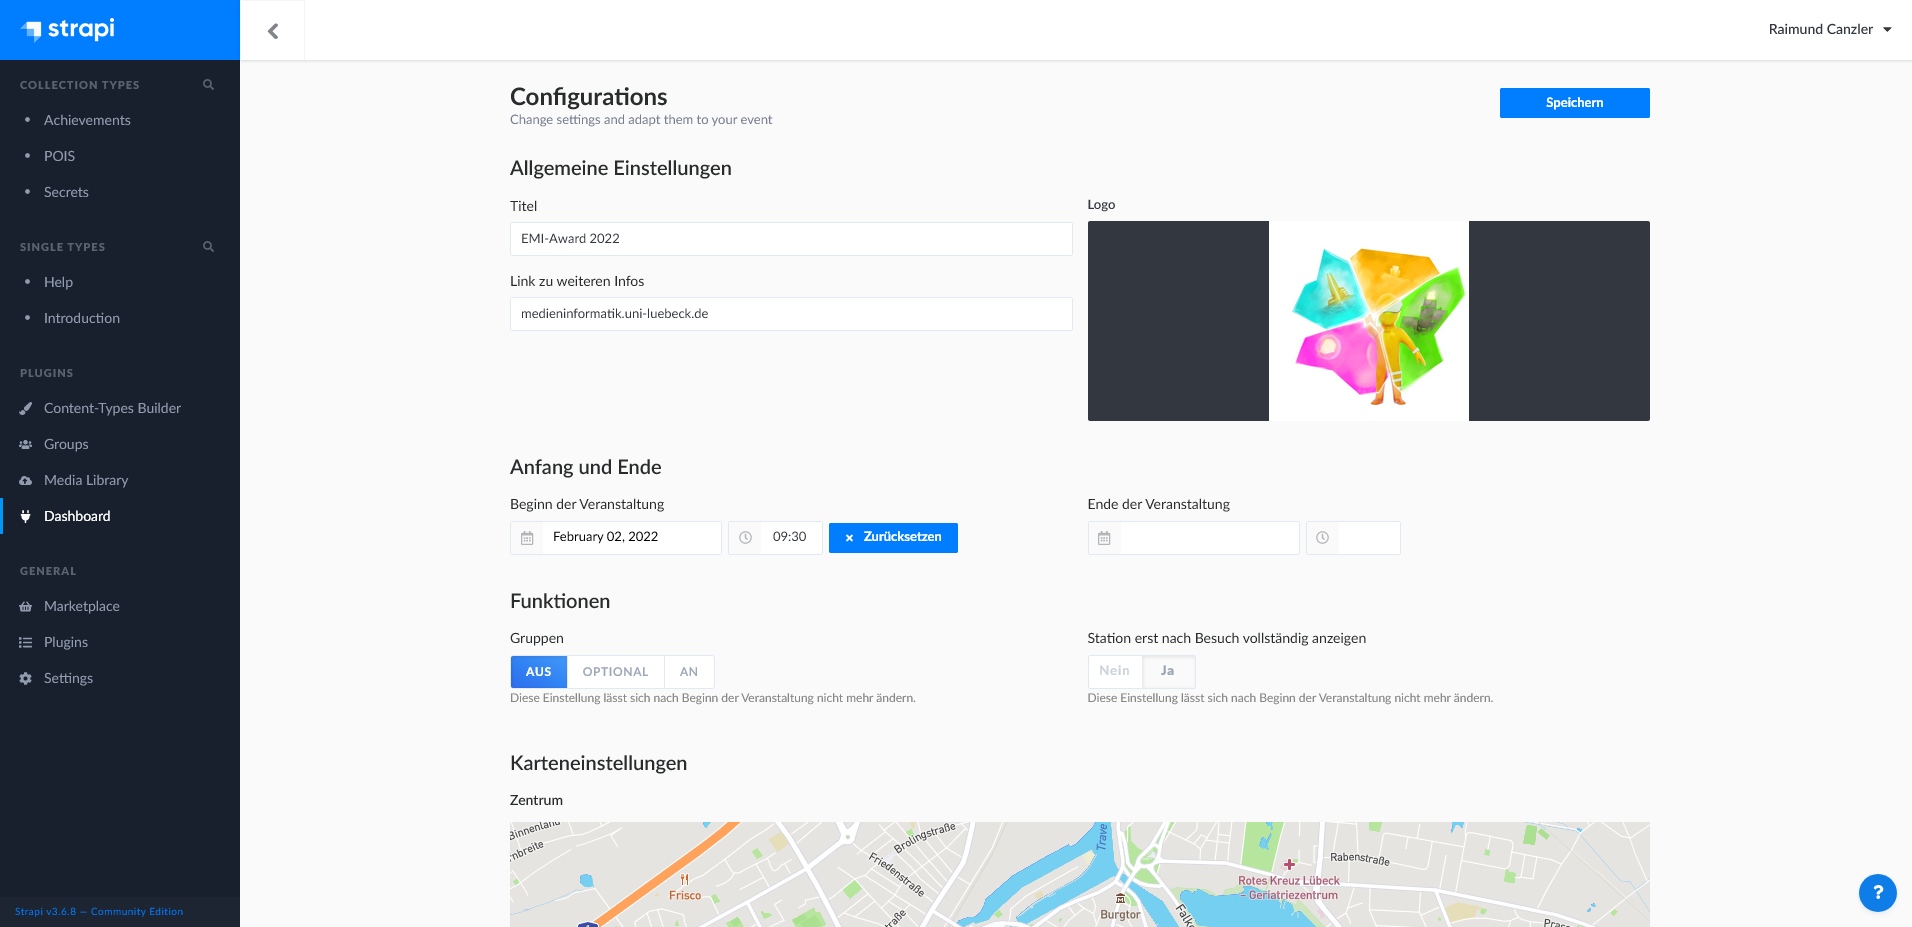 strapi
Raimund Canzler
COLLECTION TYPES
Achievements
POIS
Secrets
SINGLE TYPES
Help
Introduction
PLUGINS
Content-Types Builder
Groups
Media Library
Dashboard
GENERAL
Marketplace
Plugins
Settings
Strapi v3.6.8 — Community Edition
Configurations
Change settings and adapt them to your event
Speichern
Allgemeine Einstellungen
Titel
EMI-Award 2022
Link zu weiteren Infos
medieninformatik.uni-luebeck.de
Logo
Anfang und Ende
Beginn der Veranstaltung
February 02, 2022
09:30
× Zurücksetzen
Ende der Veranstaltung
Funktionen
Gruppen
AUS OPTIONAL AN
Diese Einstellung lässt sich nach Beginn der Veranstaltung nicht mehr ändern.
Station erst nach Besuch vollständig anzeigen
Nein Ja
Diese Einstellung lässt sich nach Beginn der Veranstaltung nicht mehr ändern.
Karteneinstellungen
Zentrum
Binnenland
Brolingstraße
Friedenstraße
Trave
Rabenstraße
Rotes Kreuz Lübeck
– Geriatriezentrum
Frisco
Burgtor
?